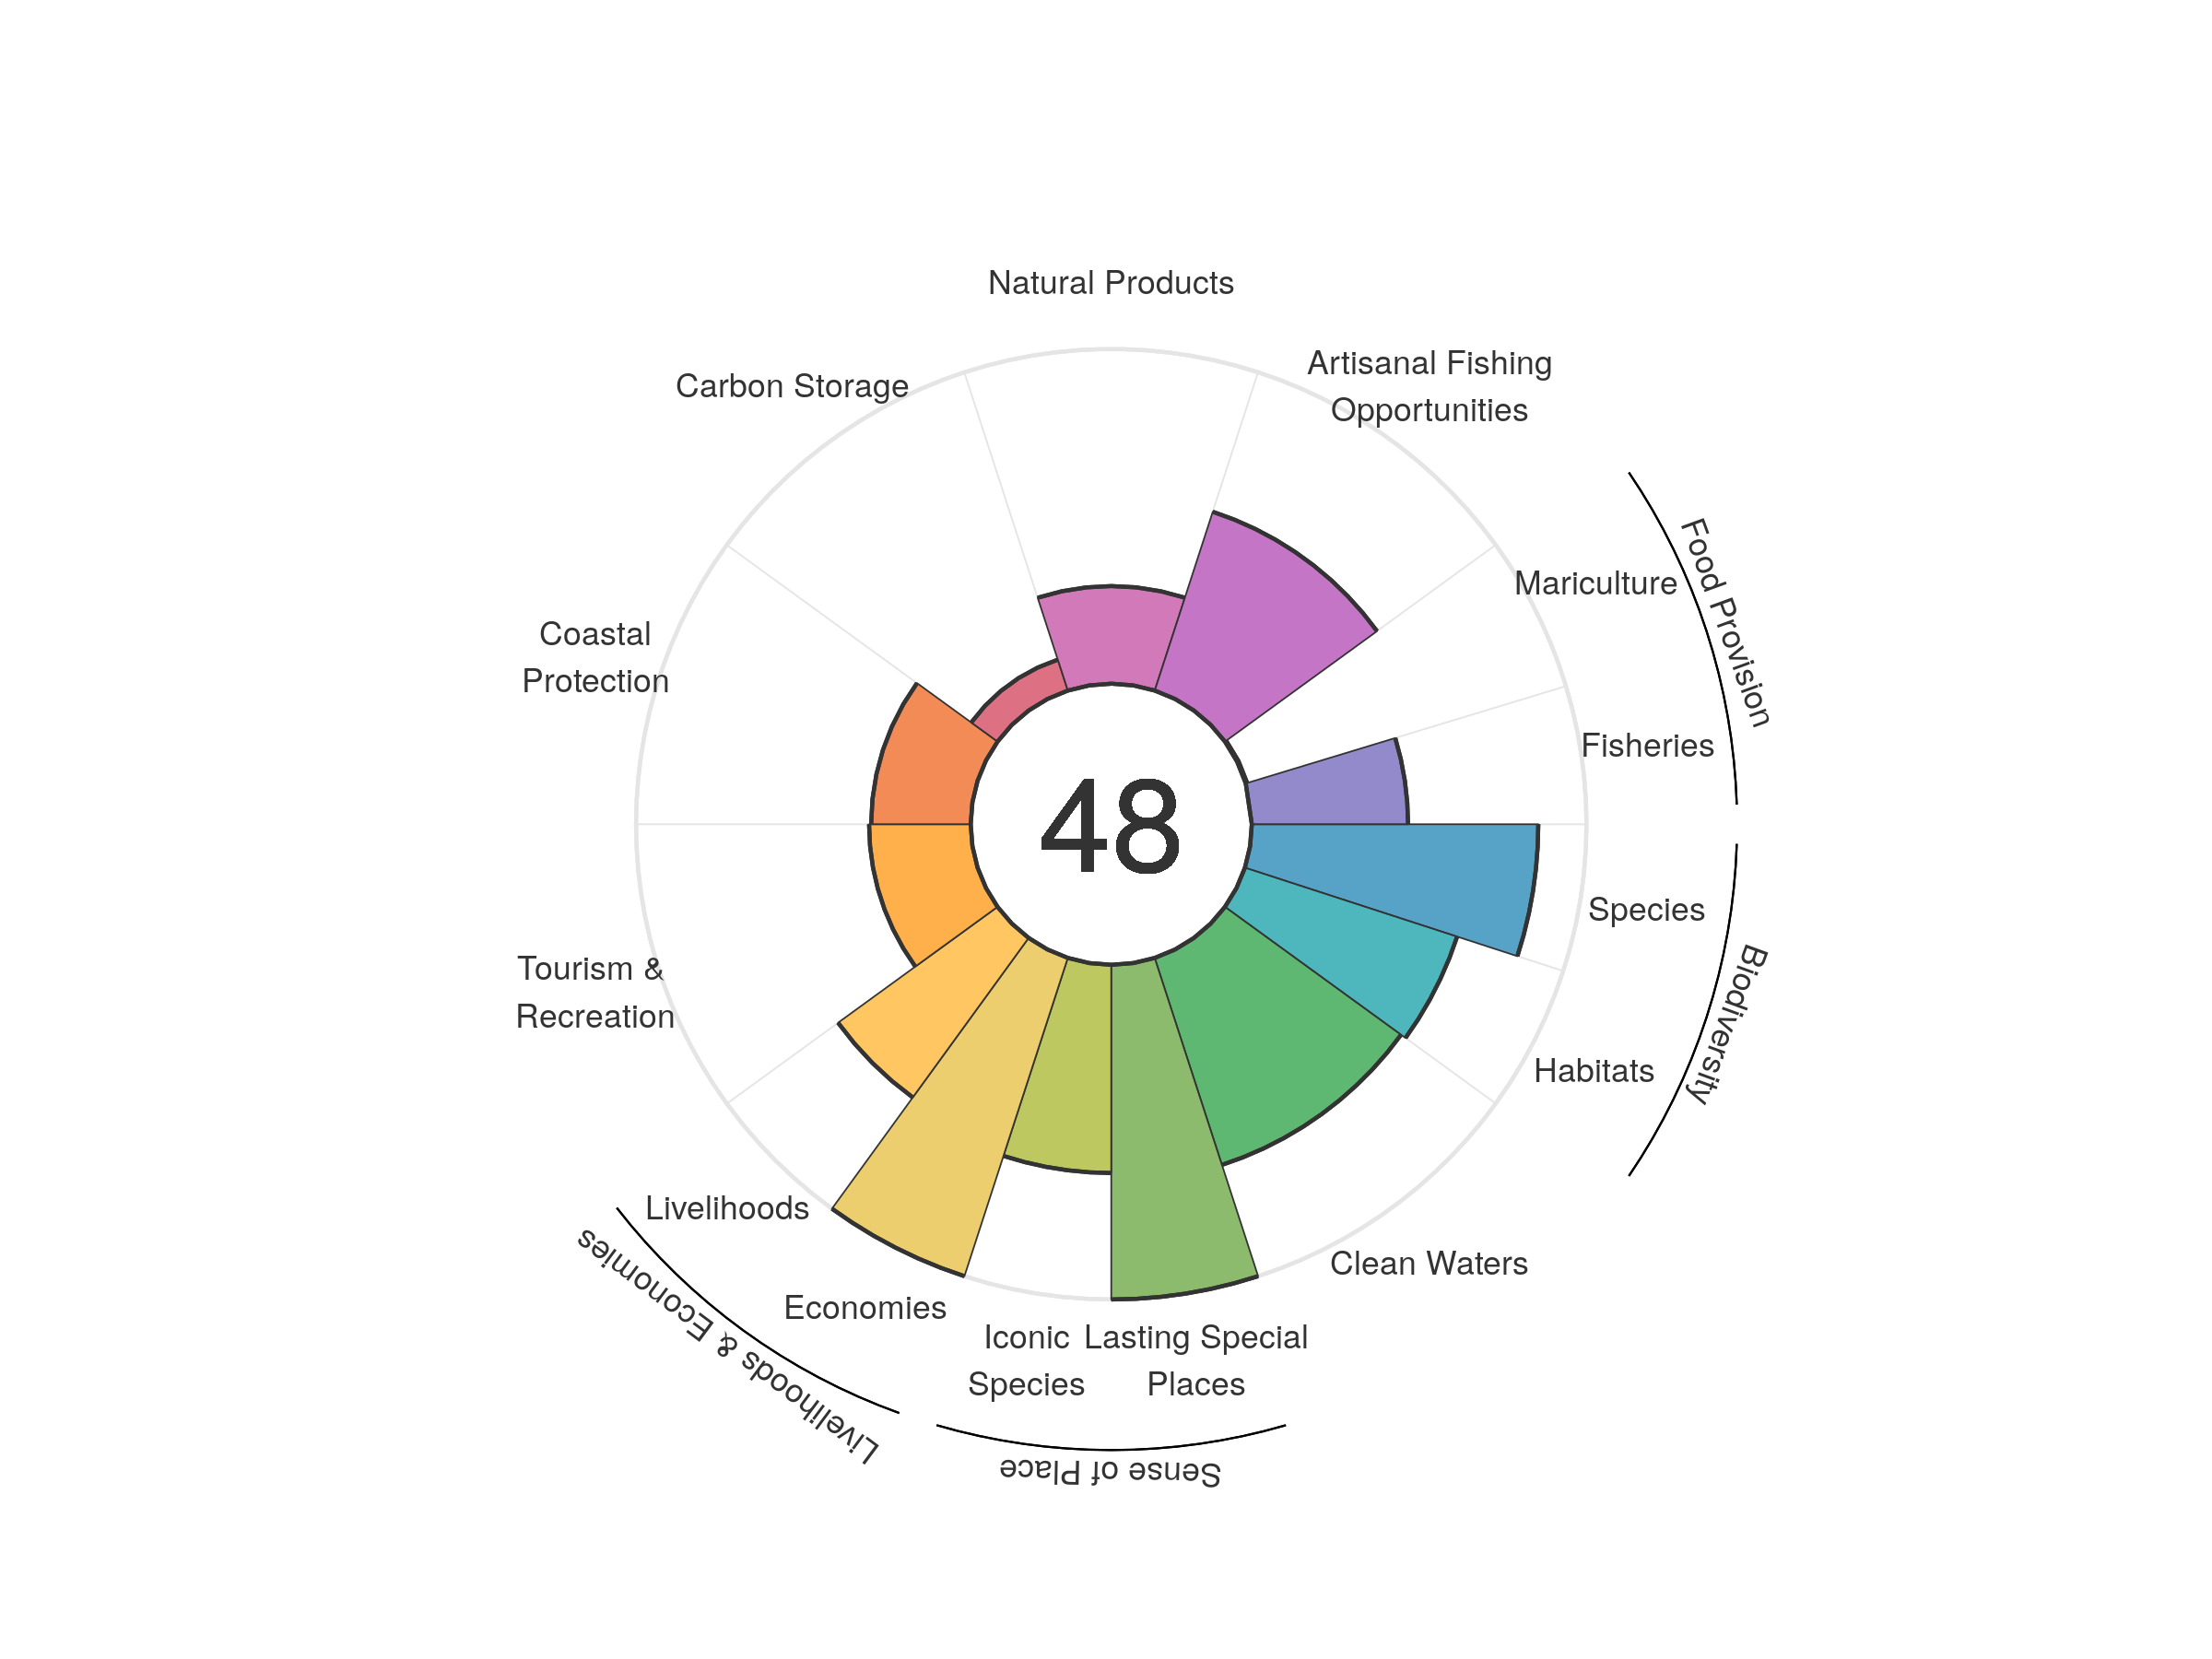 Natural Products
Artisanal Fishing
Opportunities
Carbon Storage
Mariculture
Food Provision
Coastal
Protection
Fisheries
48
Species
Biodiversity
Tourism &
Recreation
Habitats
Livelihoods
Livelihoods & Economies
Clean Waters
Economies
Iconic
Species
Lasting Special
Places
Sense of Place